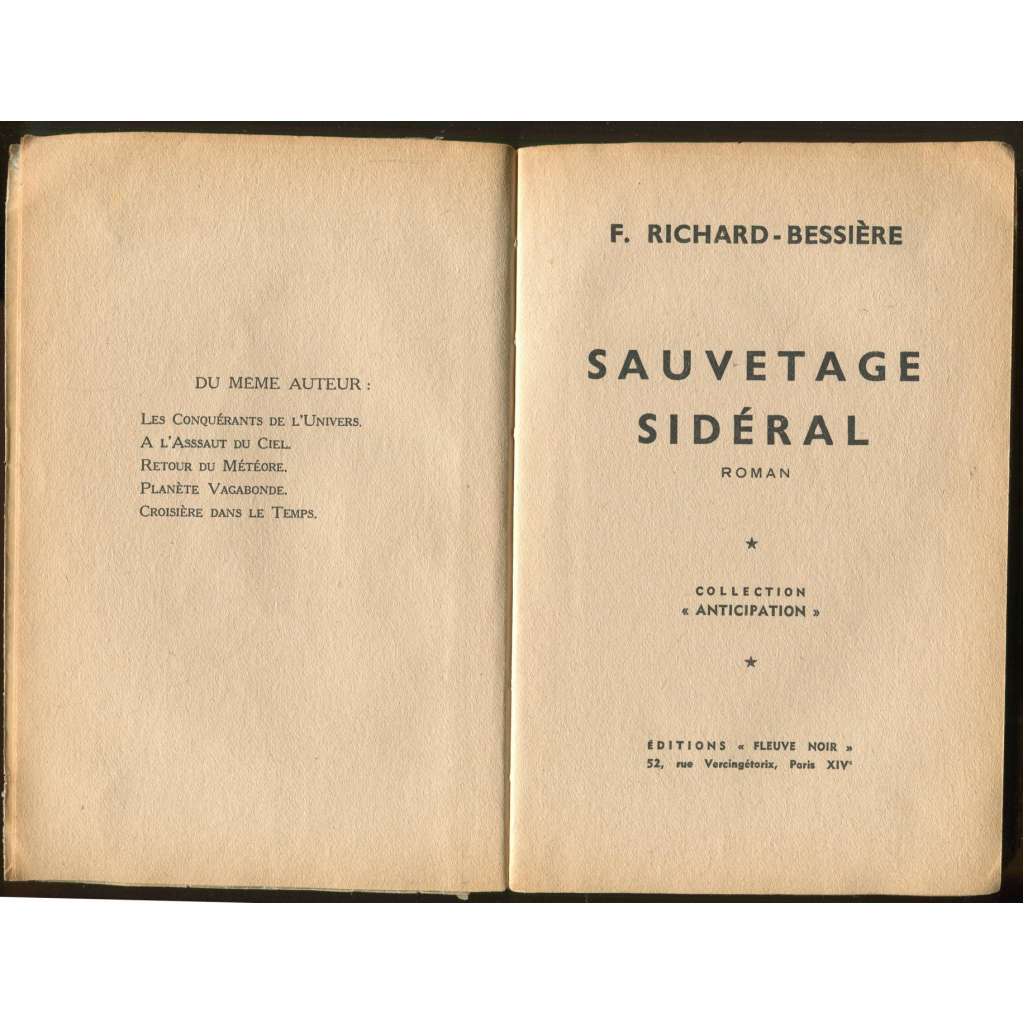 DU MÊME AUTEUR :
LES CONQUÉRANTS DE L'UNIVERS.
A L'ASSSAUT DU CIEL.
RETOUR DU MÉTÉORE.
PLANÈTE VAGABONDE.
CROISIÈRE DANS LE TEMPS.
F. RICHARD-BESSIÈRE
SAUVETAGE
SIDÉRAL
ROMAN
★
COLLECTION
« ANTICIPATION »
★
ÉDITIONS « FLEUVE NOIR »
52, rue Vercingétorix, Paris XIVᵉ